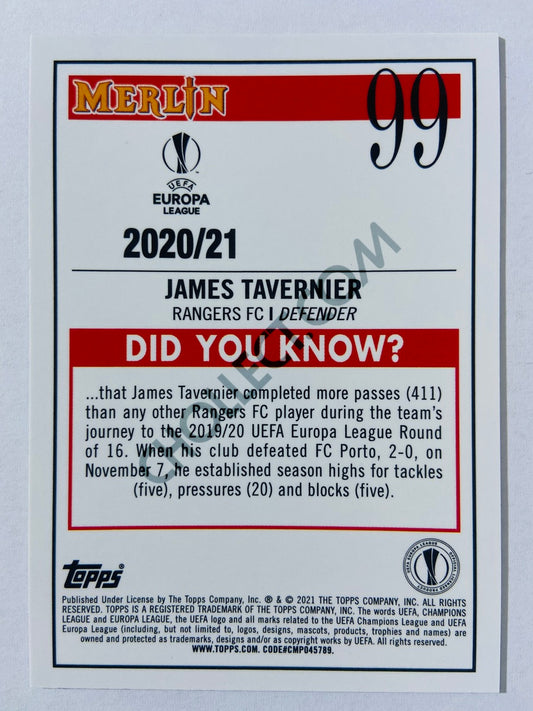 MERLIN
99
UEFA
EUROPA
LEAGUE
2020/21
JAMES TAVERNIER
RANGERS FC I DEFENDER
DID YOU KNOW?
...that James Tavernier completed more passes (411)
than any other Rangers FC player during the team's
journey to the 2019/20 UEFA Europa League Round
of 16. When his club defeated FC Porto, 2-0, on
November 7, he established season highs for tackles
(five), pressures (20) and blocks (five).
CHOLLECT.COM
TOPPS®
Published Under License by The Topps Company, Inc. ® & © 2021 THE TOPPS COMPANY, INC. ALL RIGHTS
RESERVED. TOPPS IS A REGISTERED TRADEMARK OF THE TOPPS COMPANY, INC. The words UEFA, CHAMPIONS
LEAGUE and EUROPA LEAGUE, the UEFA logo and all marks related to the UEFA Champions League and UEFA
Europa League (including, but not limited to, logos, designs, mascots, products, trophies and names) are
owned and protected as trademarks, designs and/or as copyright works by UEFA. All rights reserved.
WWW.TOPPS.COM. CODE#CMP045789.